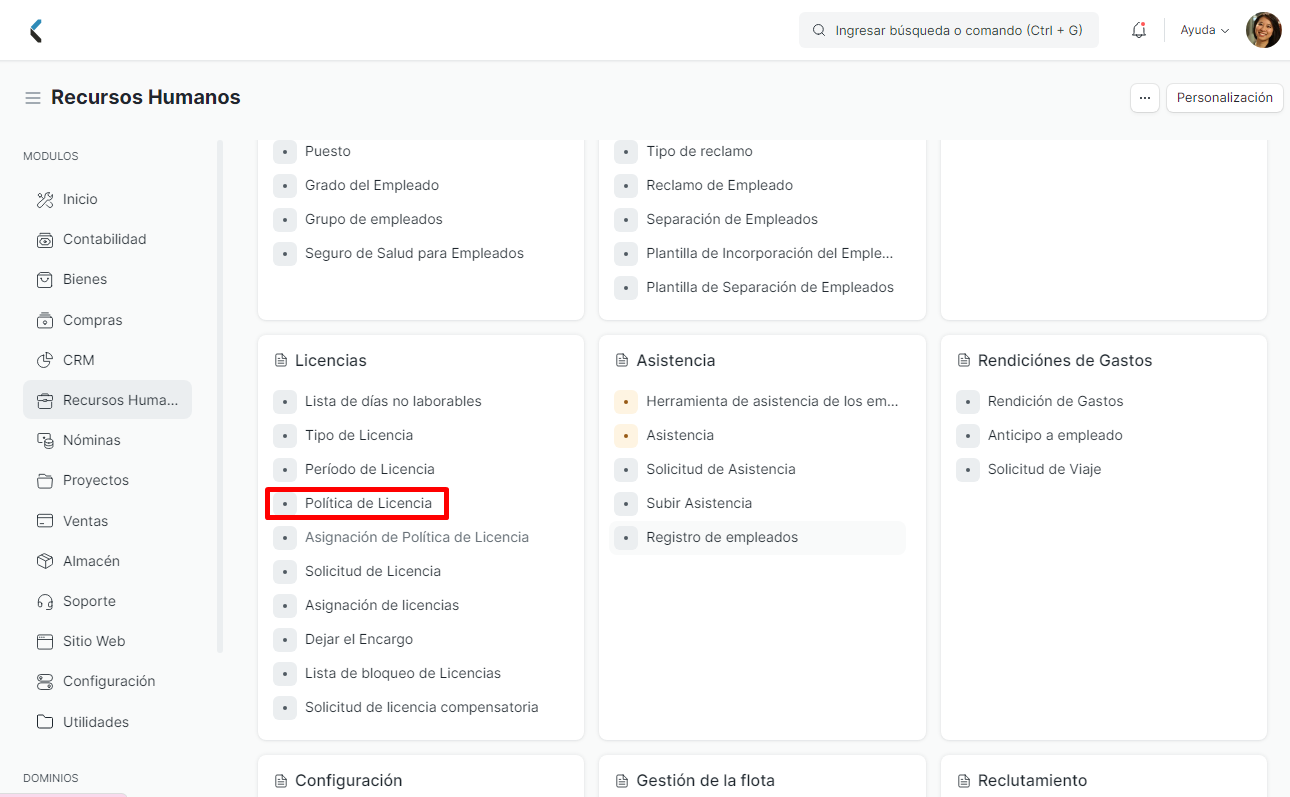 Ingresar búsqueda o comando (Ctrl + G)
Ayuda
Recursos Humanos
...
Personalización
MODULOS
Inicio
Contabilidad
Bienes
Compras
CRM
Recursos Huma...
Nóminas
Proyectos
Ventas
Almacén
Soporte
Sitio Web
Configuración
Utilidades
DOMINIOS
Puesto
Grado del Empleado
Grupo de empleados
Seguro de Salud para Empleados
Tipo de reclamo
Reclamo de Empleado
Separación de Empleados
Plantilla de Incorporación del Emple...
Plantilla de Separación de Empleados
Licencias
Lista de días no laborables
Tipo de Licencia
Período de Licencia
Política de Licencia
Asignación de Política de Licencia
Solicitud de Licencia
Asignación de licencias
Dejar el Encargo
Lista de bloqueo de Licencias
Solicitud de licencia compensatoria
Asistencia
Herramienta de asistencia de los em...
Asistencia
Solicitud de Asistencia
Subir Asistencia
Registro de empleados
Rendiciónes de Gastos
Rendición de Gastos
Anticipo a empleado
Solicitud de Viaje
Configuración
Gestión de la flota
Reclutamiento